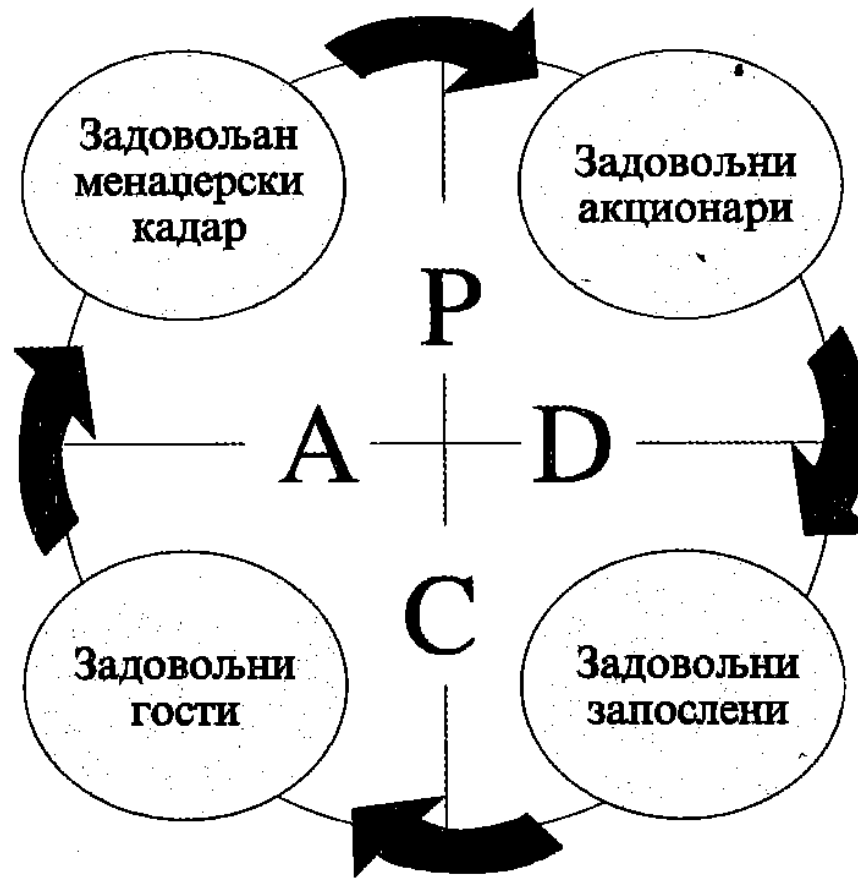 Задовољан
менаџерски
кадар
Задовољни
акционари
P
A
D
C
Задовољни
гости
Задовољни
запослени